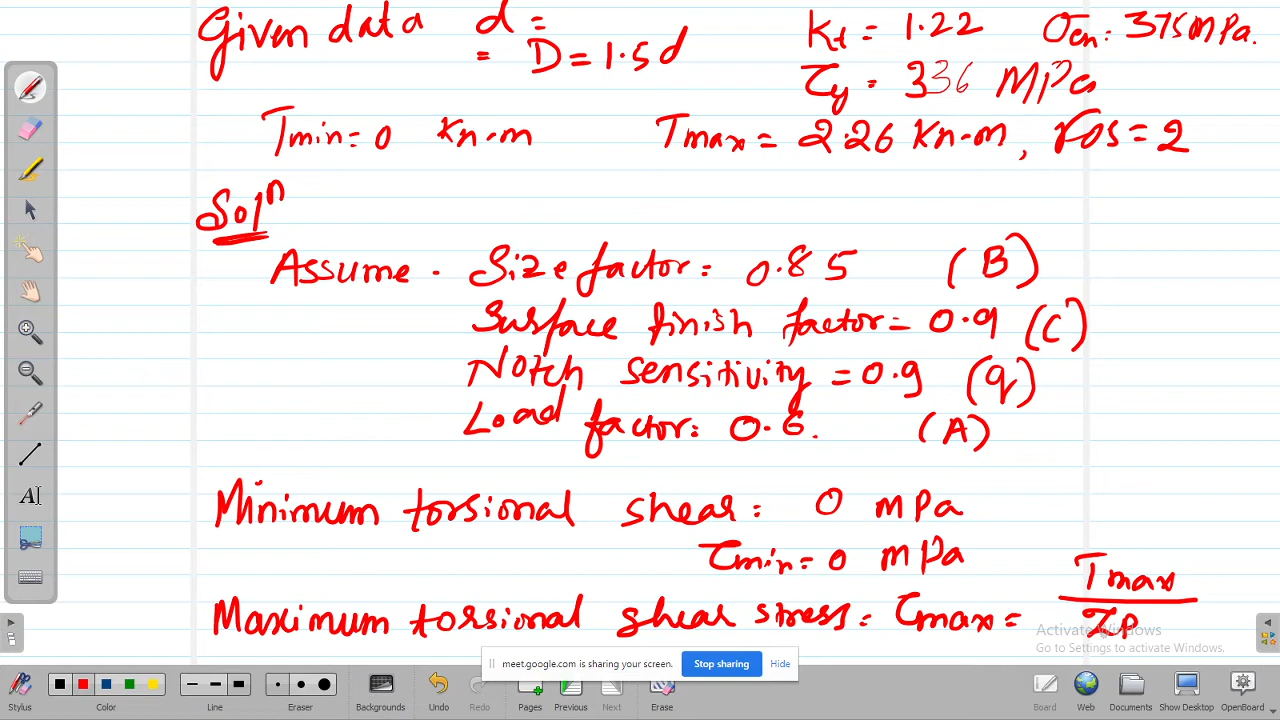 Given data d =
= D = 1.5d
Kt = 1.22 σen: 375mPa.
τy = 336 MPa
Tmin = 0 Kn-m Tmax = 2.26 Kn-m, FOS = 2
Solⁿ
Assume - Size factor: 0.85 (B)
Surface finish factor = 0.9 (C)
Notch sensitivity = 0.9 (q)
Load factor: 0.6. (A)
Minimum torsional shear: 0 mPa
τmin = 0 mPa
Maximum torsional shear stress = τmax = Tmax
Zp
Activate Windows
Go to Settings to activate Windows.
meet.google.com is sharing your screen. Stop sharing Hide
Stylus Color Line Eraser Backgrounds Undo Redo Pages Previous Next Erase Board Web Documents Show Desktop OpenBoard